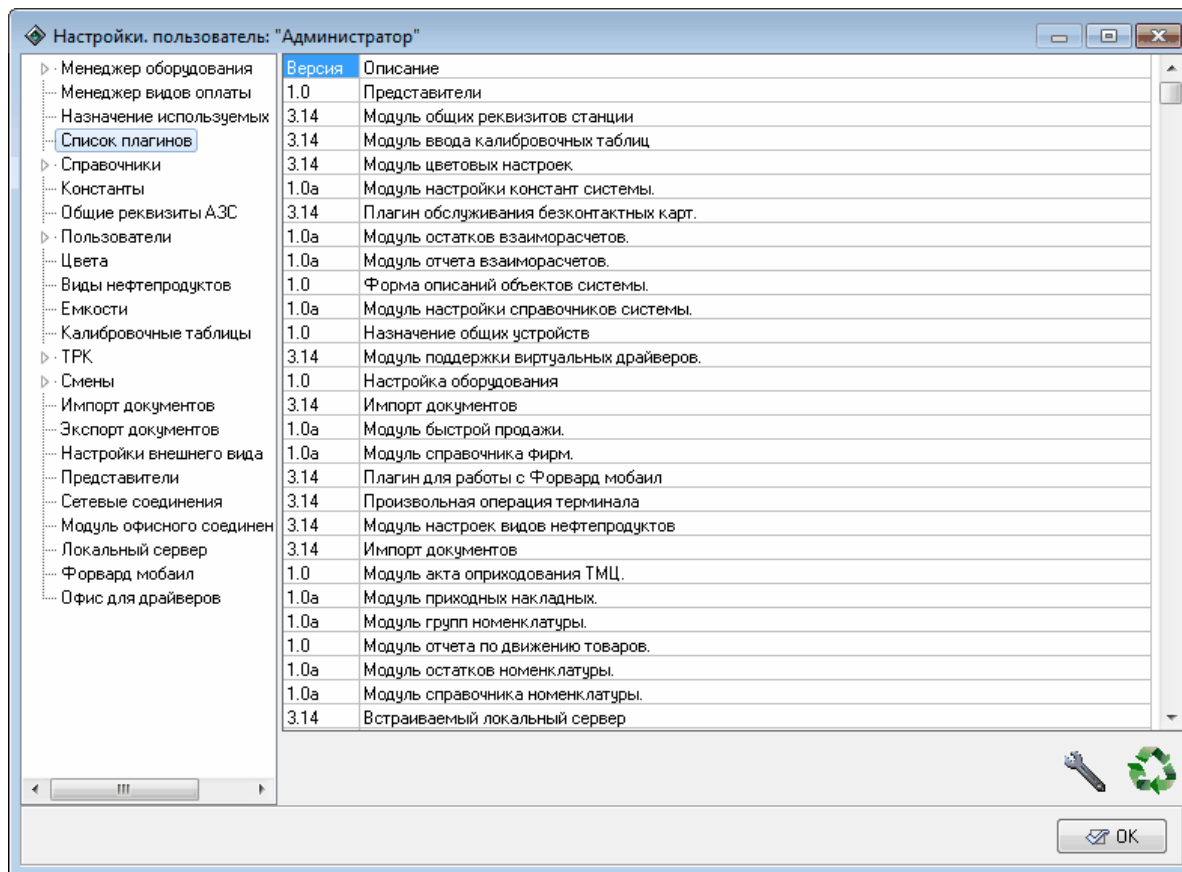 Настройки. пользователь: "Администратор"
Менеджер оборудования
Менеджер видов оплаты
Назначение используемых
Список плагинов
Справочники
Константы
Общие реквизиты АЗС
Пользователи
Цвета
Виды нефтепродуктов
Емкости
Калибровочные таблицы
ТРК
Смены
Импорт документов
Экспорт документов
Настройки внешнего вида
Представители
Сетевые соединения
Модуль офисного соединен
Локальный сервер
Форвард мобаил
Офис для драйверов
Версия Описание
1.0 Представители
3.14 Модуль общих реквизитов станции
3.14 Модуль ввода калибровочных таблиц
3.14 Модуль цветовых настроек
1.0a Модуль настройки констант системы.
3.14 Плагин обслуживания безконтактных карт.
1.0a Модуль остатков взаиморасчетов.
1.0a Модуль отчета взаиморасчетов.
1.0 Форма описаний объектов системы.
1.0a Модуль настройки справочников системы.
1.0 Назначение общих устройств
3.14 Модуль поддержки виртуальных драйверов.
1.0 Настройка оборудования
3.14 Импорт документов
1.0a Модуль быстрой продажи.
1.0a Модуль справочника фирм.
3.14 Плагин для работы с Форвард мобаил
3.14 Произвольная операция терминала
3.14 Модуль настроек видов нефтепродуктов
3.14 Импорт документов
1.0 Модуль акта оприходования ТМЦ.
1.0a Модуль приходных накладных.
1.0a Модуль групп номенклатуры.
1.0 Модуль отчета по движению товаров.
1.0a Модуль остатков номенклатуры.
1.0a Модуль справочника номенклатуры.
3.14 Встраиваемый локальный сервер
OK